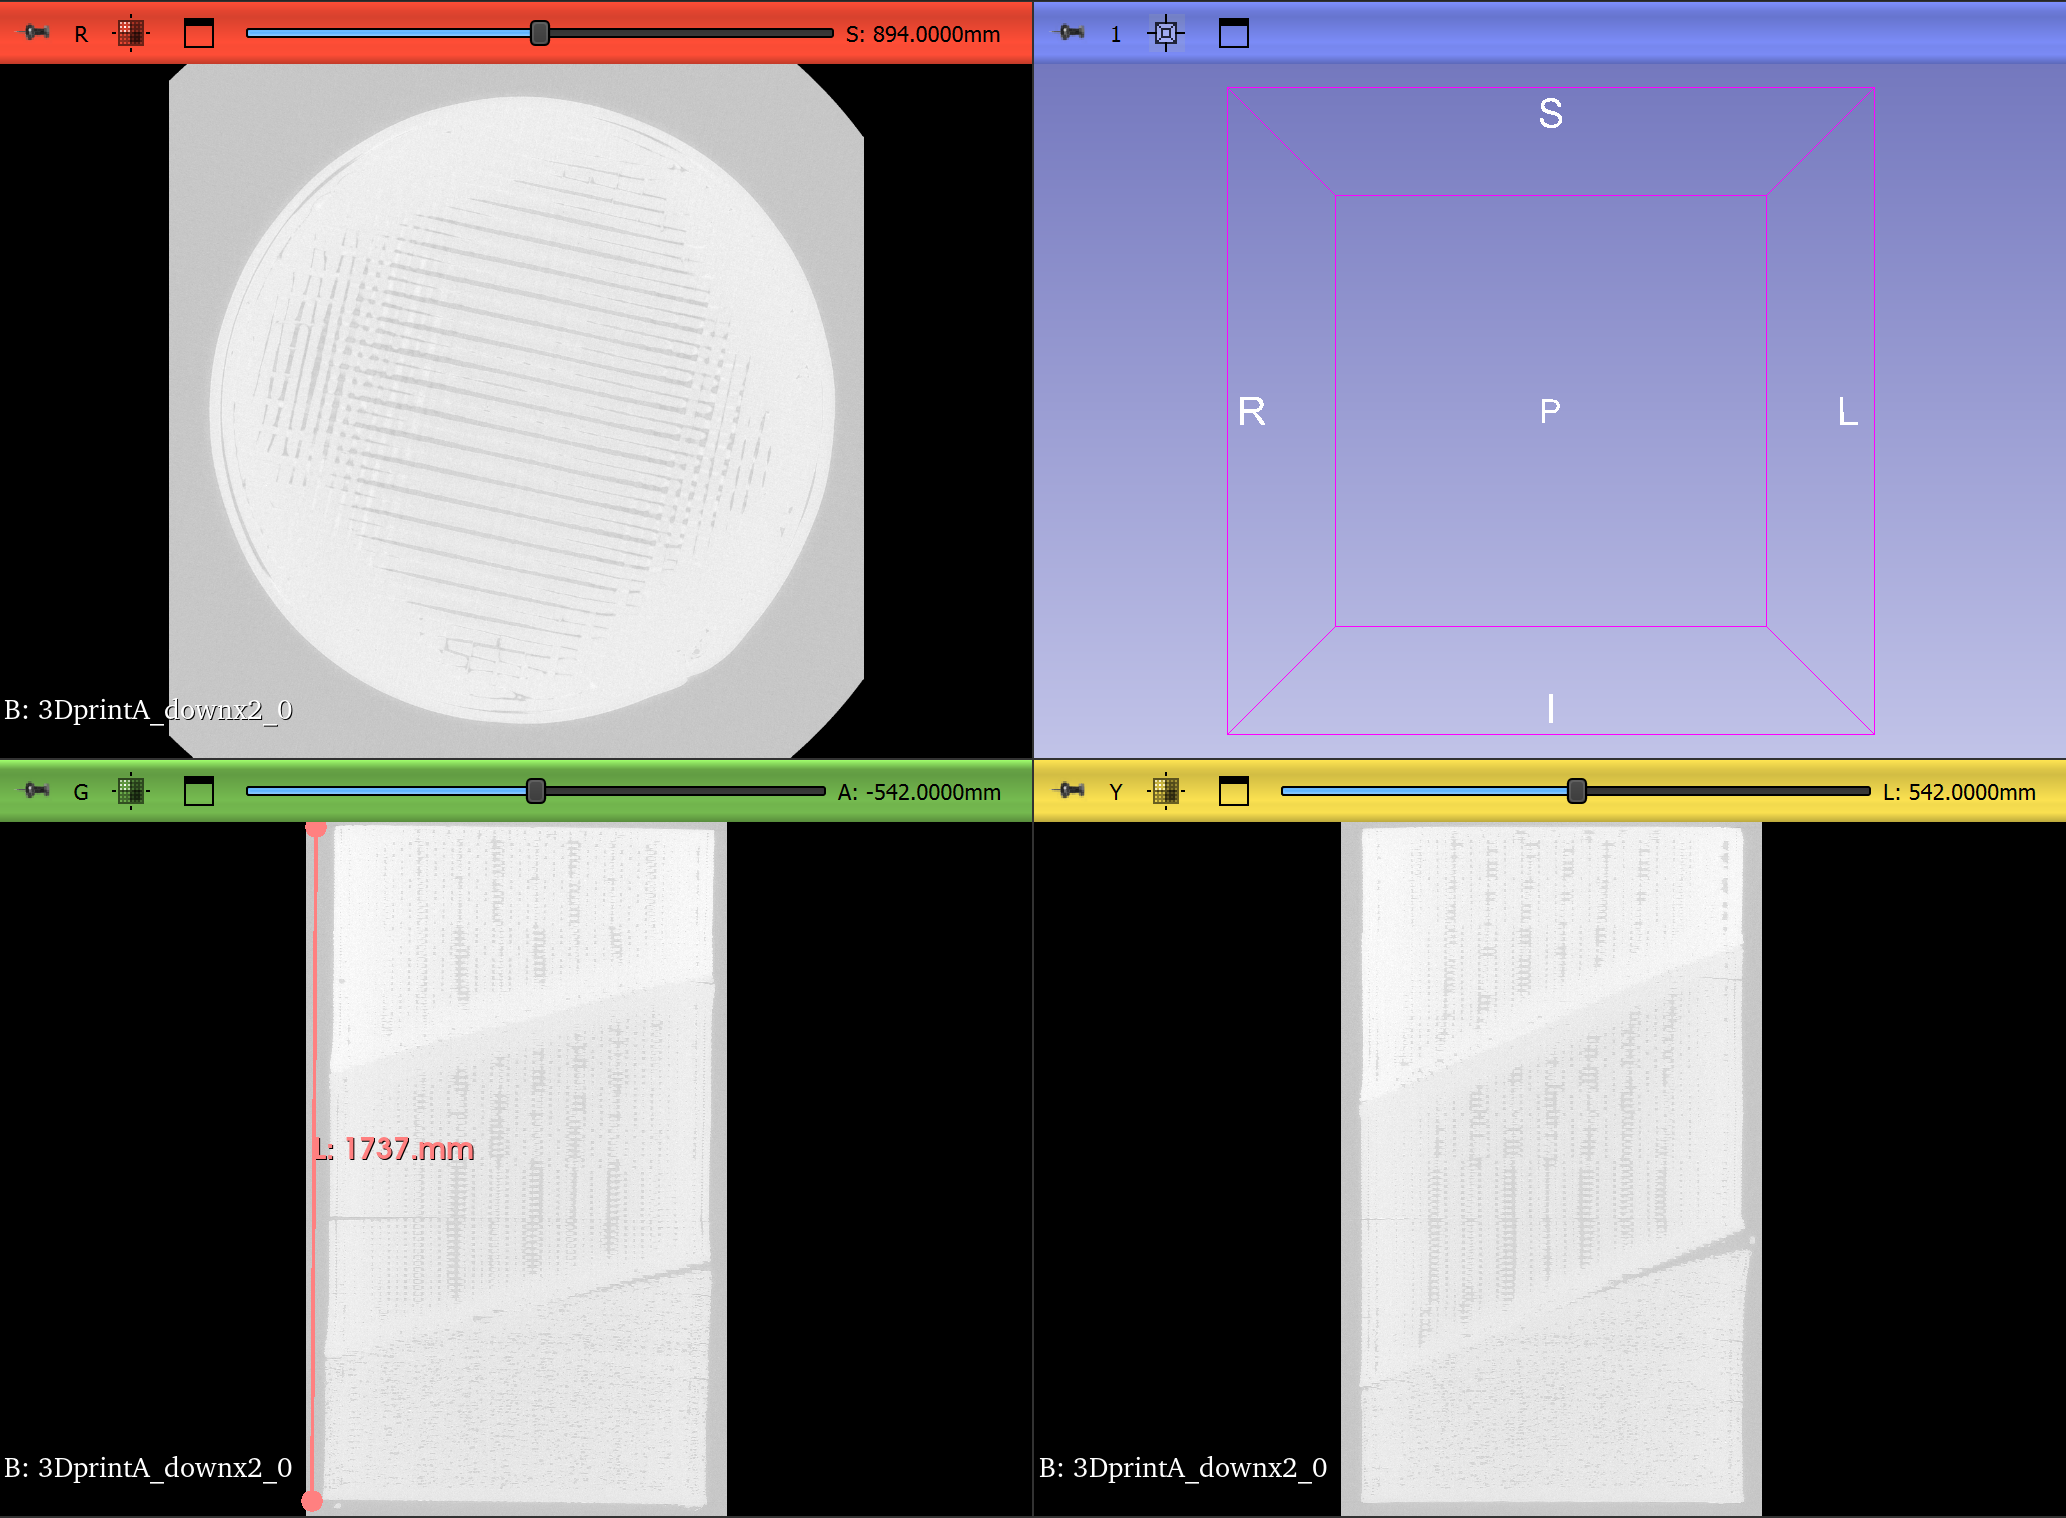 R S: 894.0000mm
B: 3DprintA_downx2_0
1
S
R P L
I
G A: -542.0000mm
L: 1737.mm
B: 3DprintA_downx2_0
Y L: 542.0000mm
B: 3DprintA_downx2_0